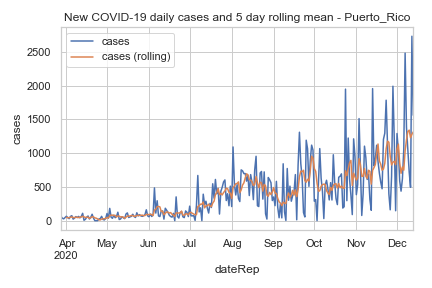 New COVID-19 daily cases and 5 day rolling mean - Puerto_Rico
cases
cases (rolling)
2500
2000
1500
1000
500
0
cases
Apr May Jun Jul Aug Sep Oct Nov Dec
2020
dateRep